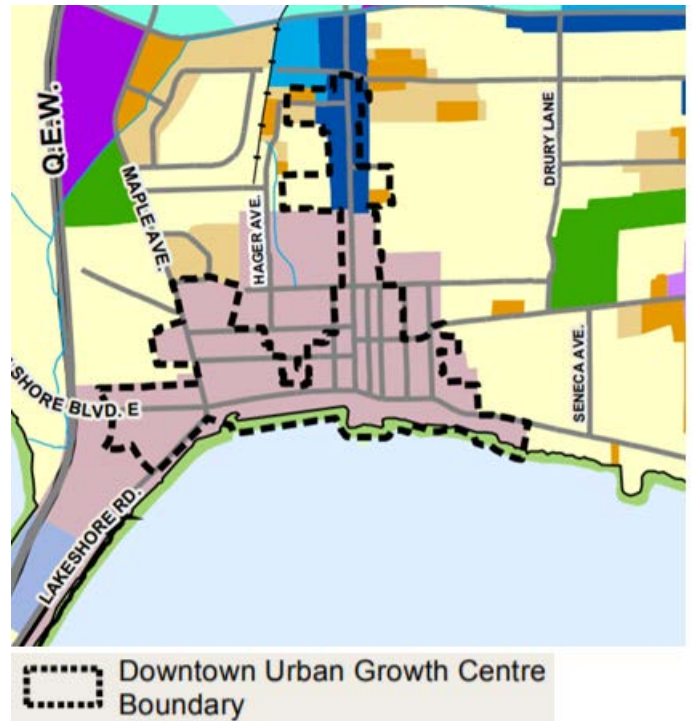 Q.E.W.
MAPLE AVE.
HAGER AVE.
DRURY LANE
SENECA AVE.
SHORE BLVD. E
LAKESHORE RD.
Downtown Urban Growth Centre
Boundary